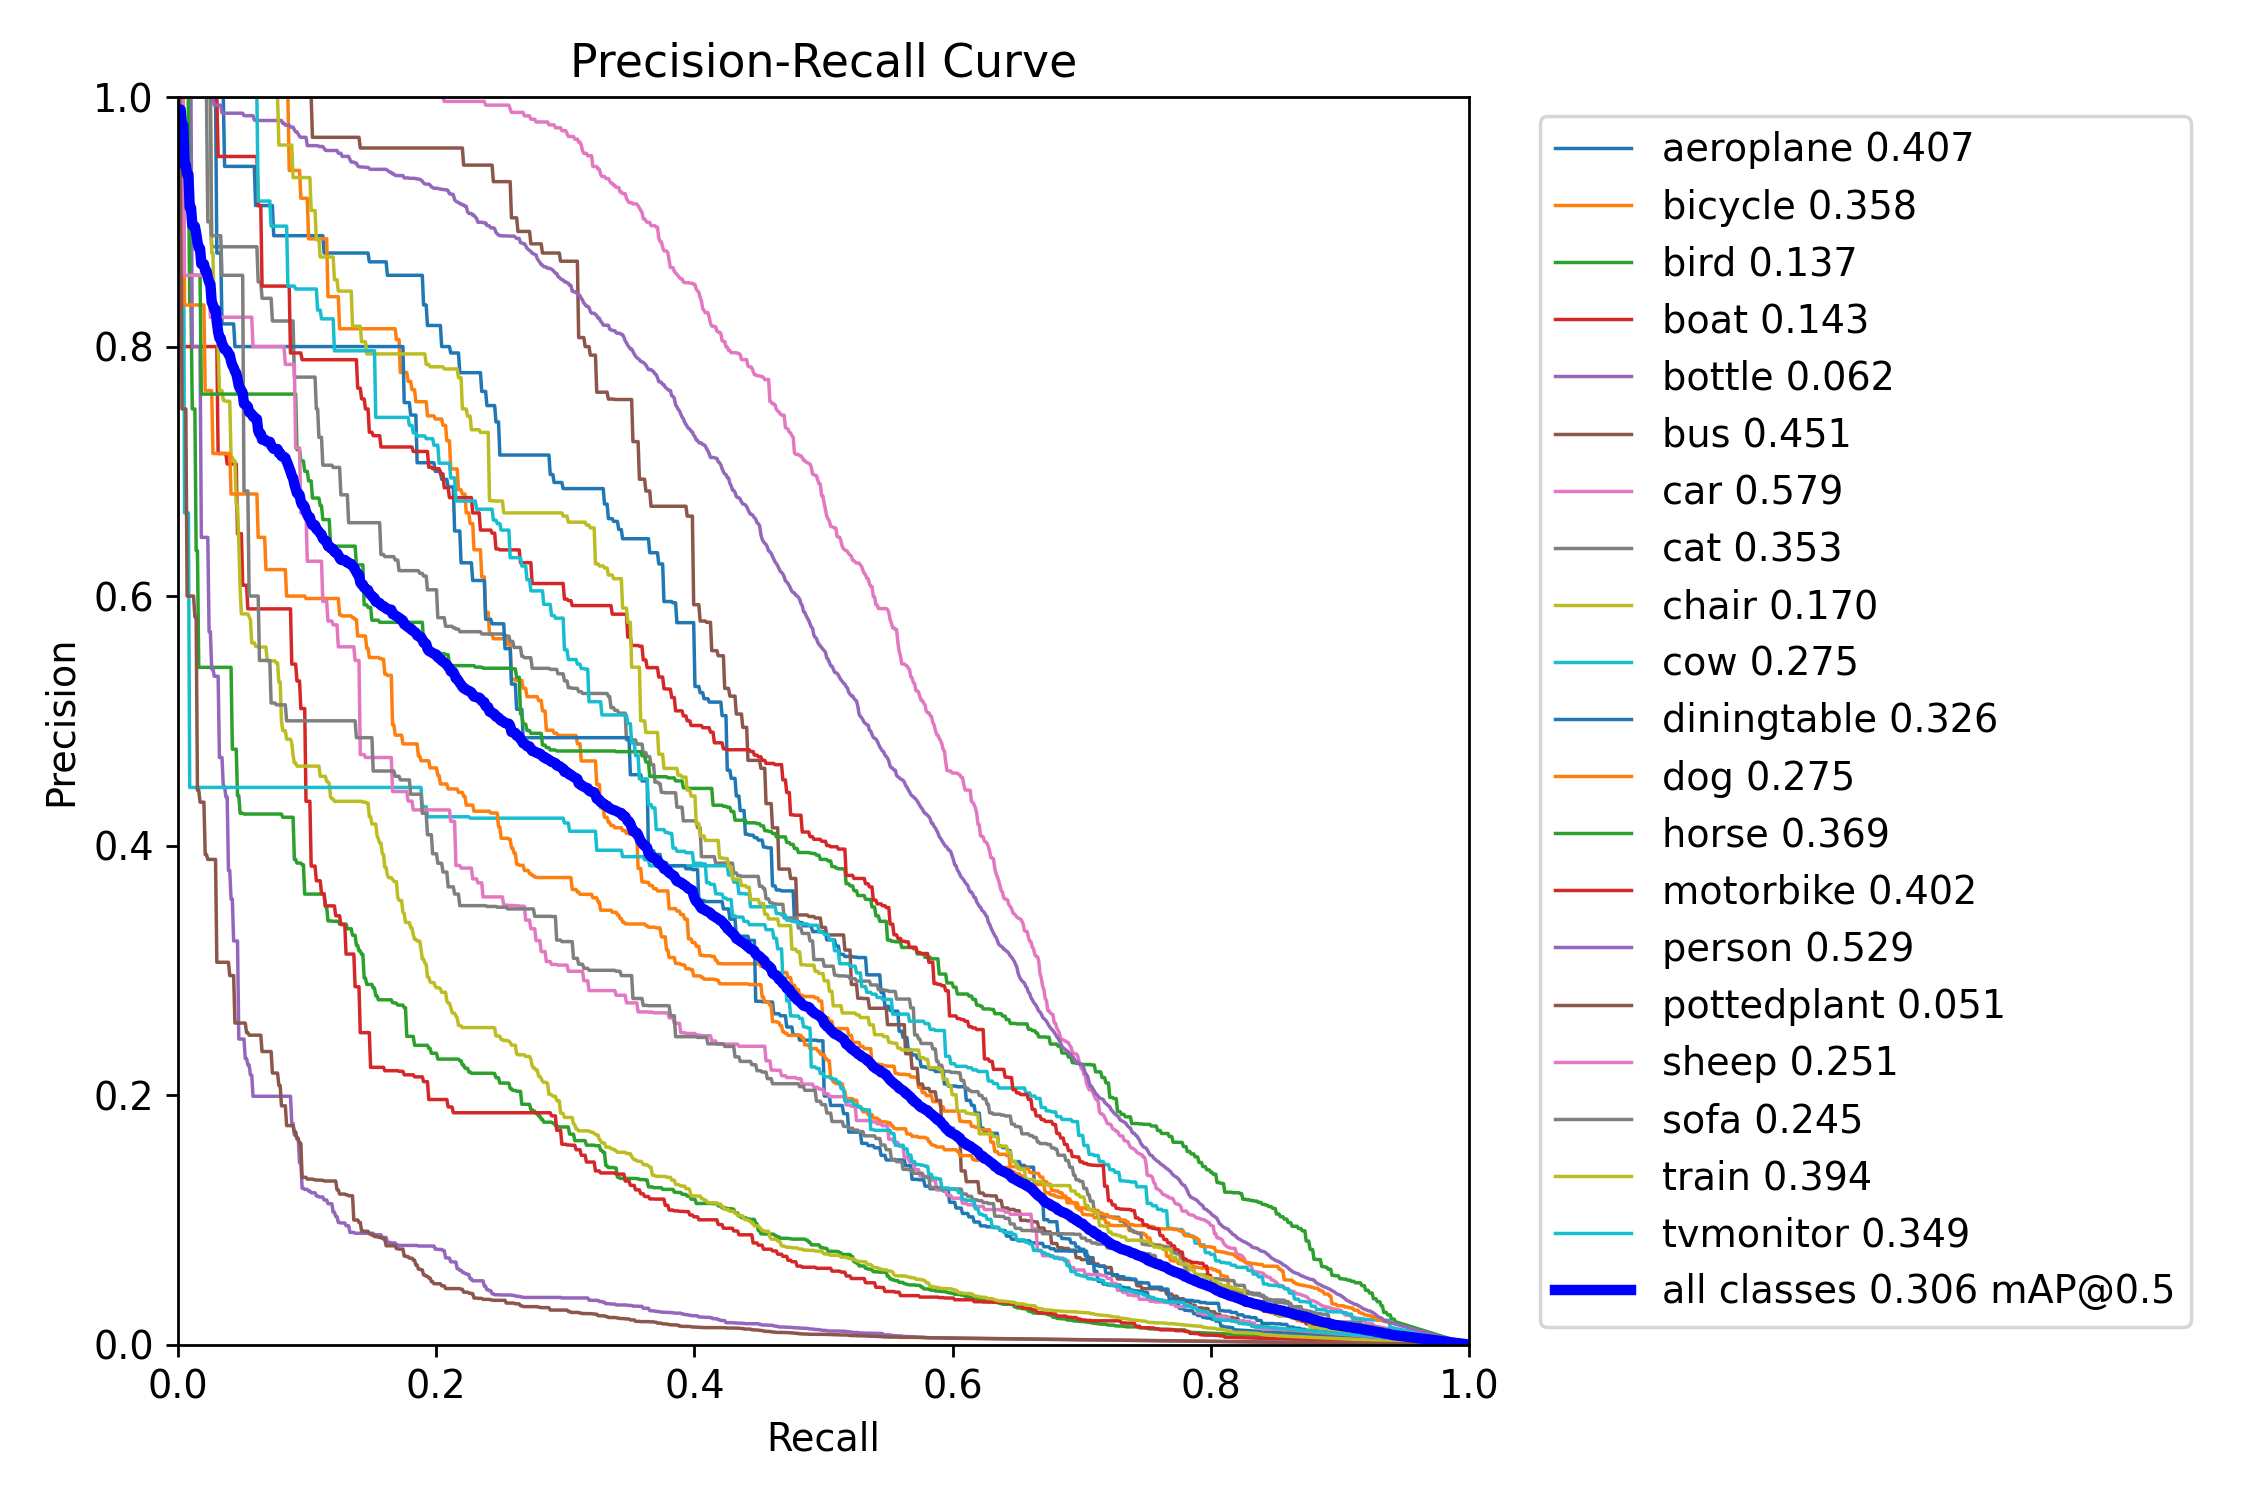 Precision-Recall Curve
1.0
0.8
0.6
0.4
0.2
0.0
Precision
0.0 0.2 0.4 0.6 0.8 1.0
Recall
aeroplane 0.407
bicycle 0.358
bird 0.137
boat 0.143
bottle 0.062
bus 0.451
car 0.579
cat 0.353
chair 0.170
cow 0.275
diningtable 0.326
dog 0.275
horse 0.369
motorbike 0.402
person 0.529
pottedplant 0.051
sheep 0.251
sofa 0.245
train 0.394
tvmonitor 0.349
all classes 0.306 mAP@0.5